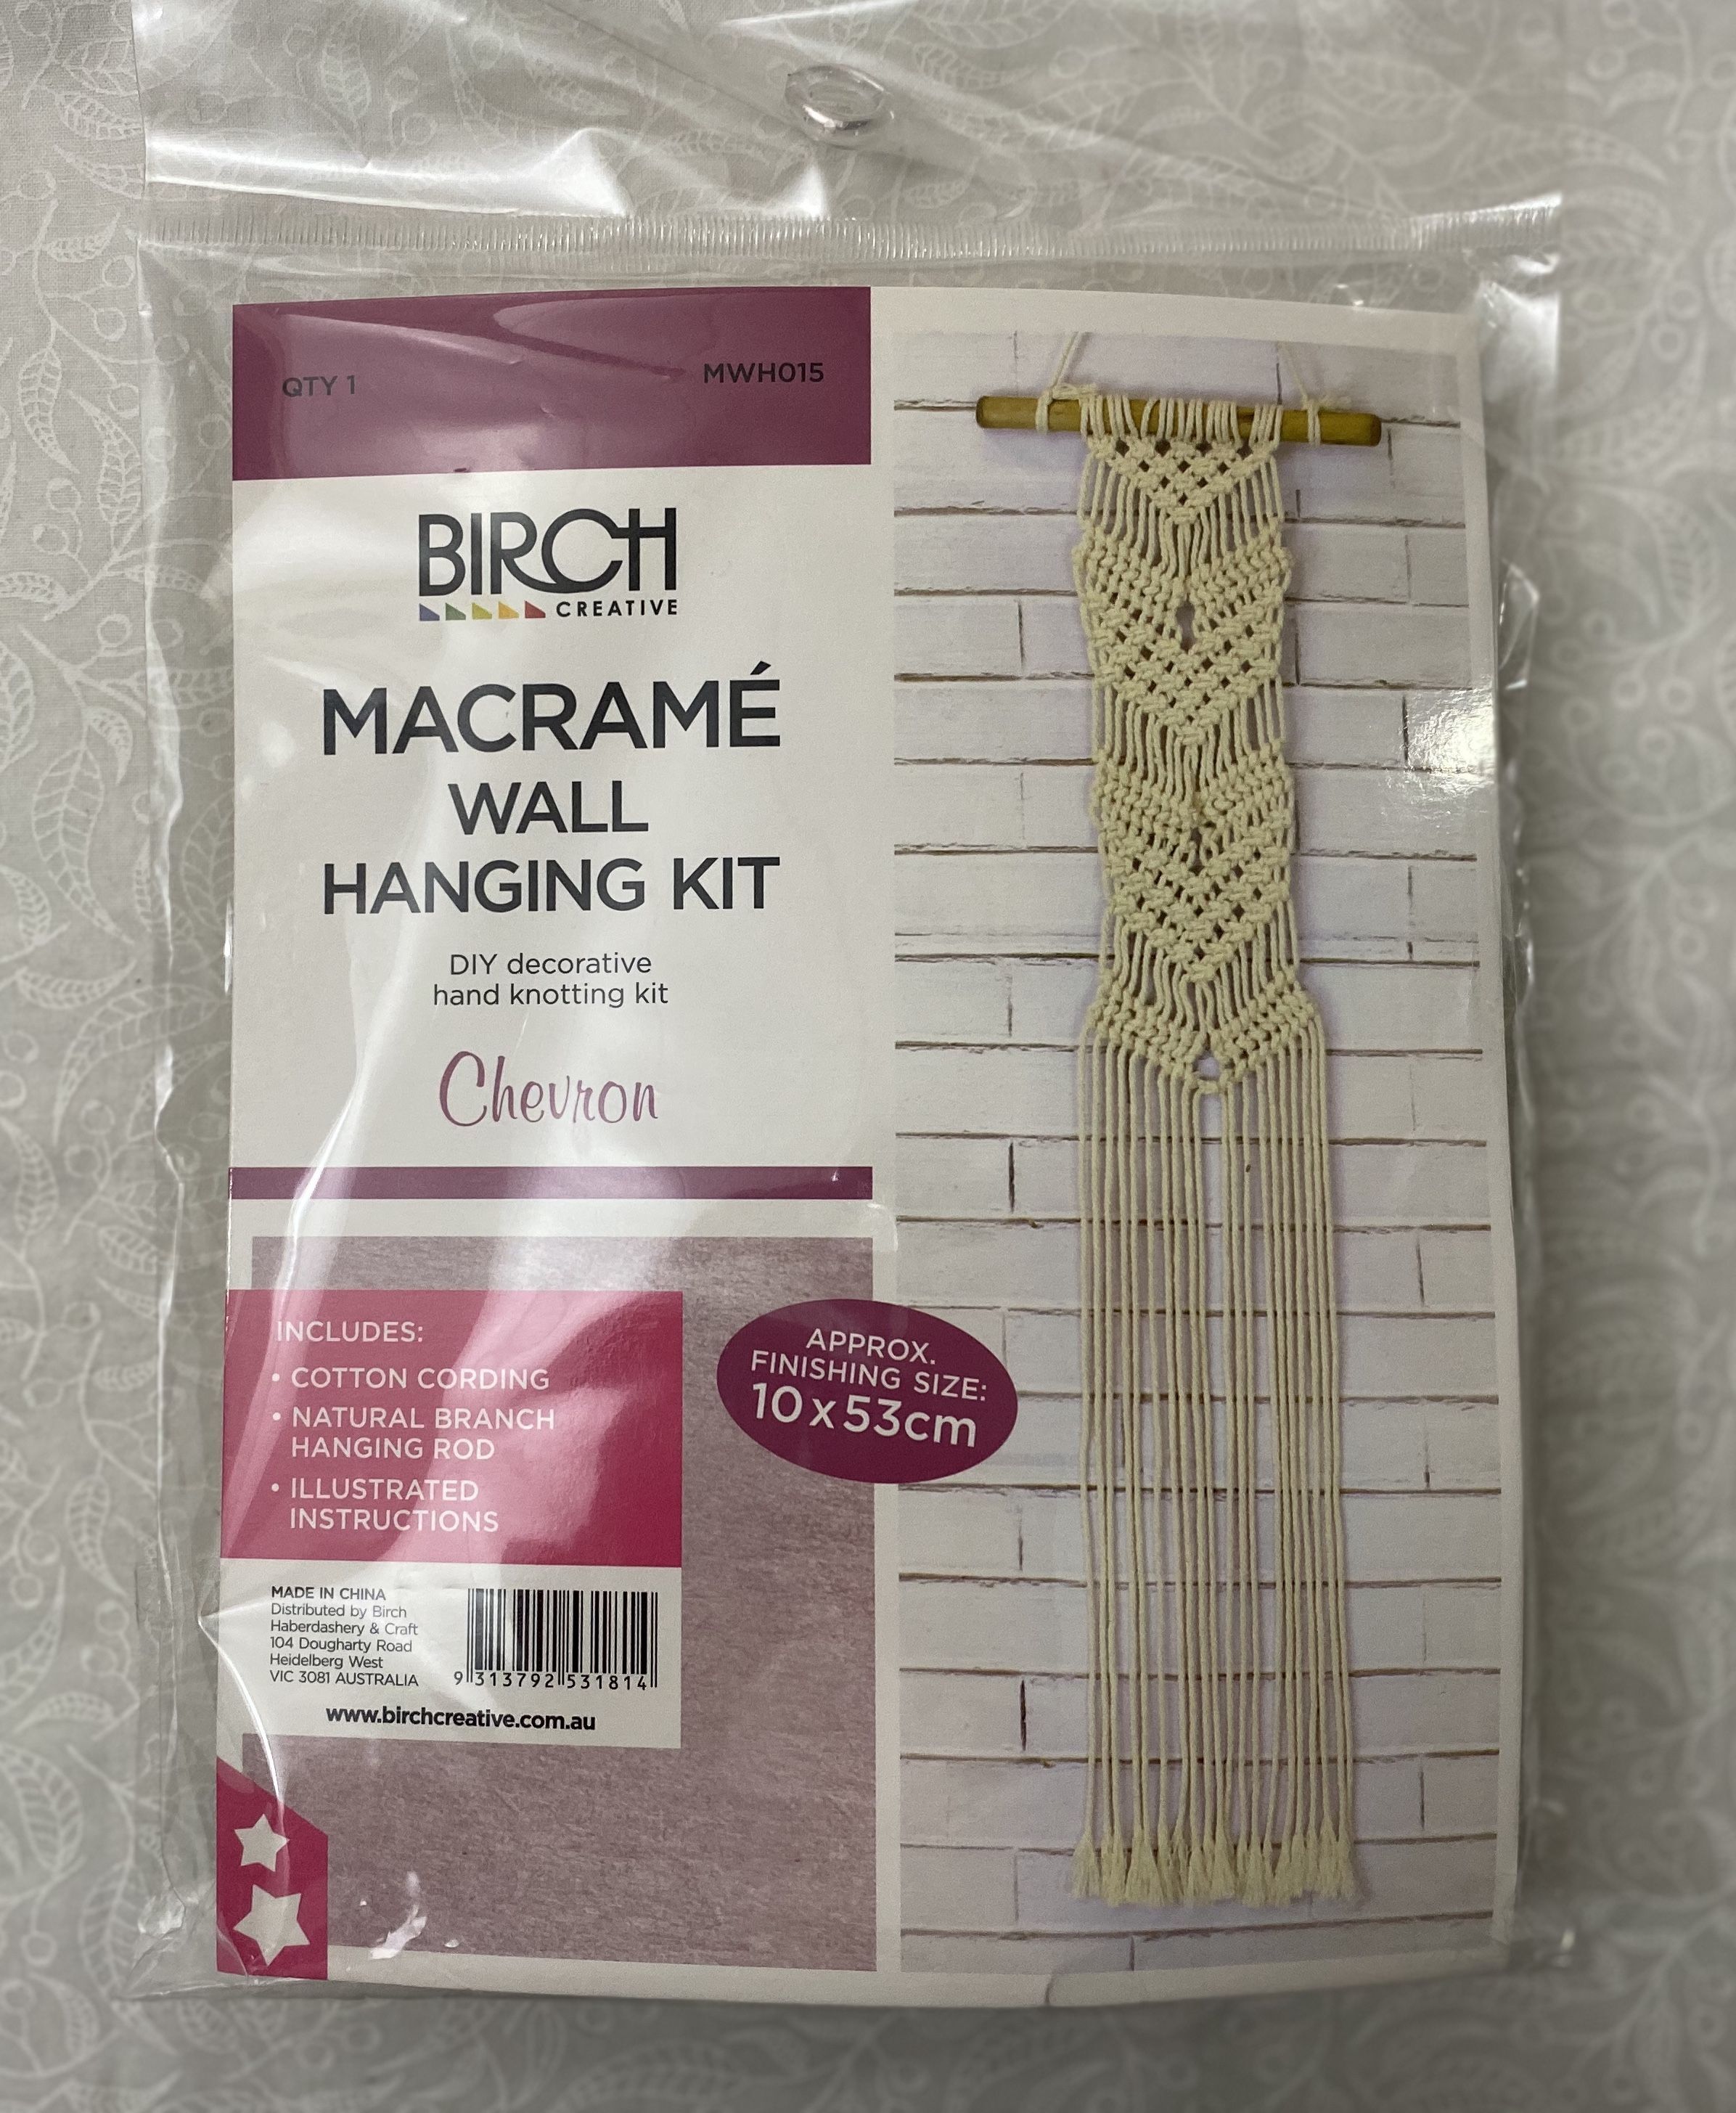 QTY 1
MWH015
BIRCH
CREATIVE
MACRAMÉ
WALL
HANGING KIT
DIY decorative
hand knotting kit
Chevron
INCLUDES:
• COTTON CORDING
• NATURAL BRANCH
HANGING ROD
• ILLUSTRATED
INSTRUCTIONS
APPROX.
FINISHING SIZE:
10 x 53cm
MADE IN CHINA
Distributed by Birch
Haberdashery & Craft
104 Dougharty Road
Heidelberg West
VIC 3081 AUSTRALIA
9 313792 531814
www.birchcreative.com.au